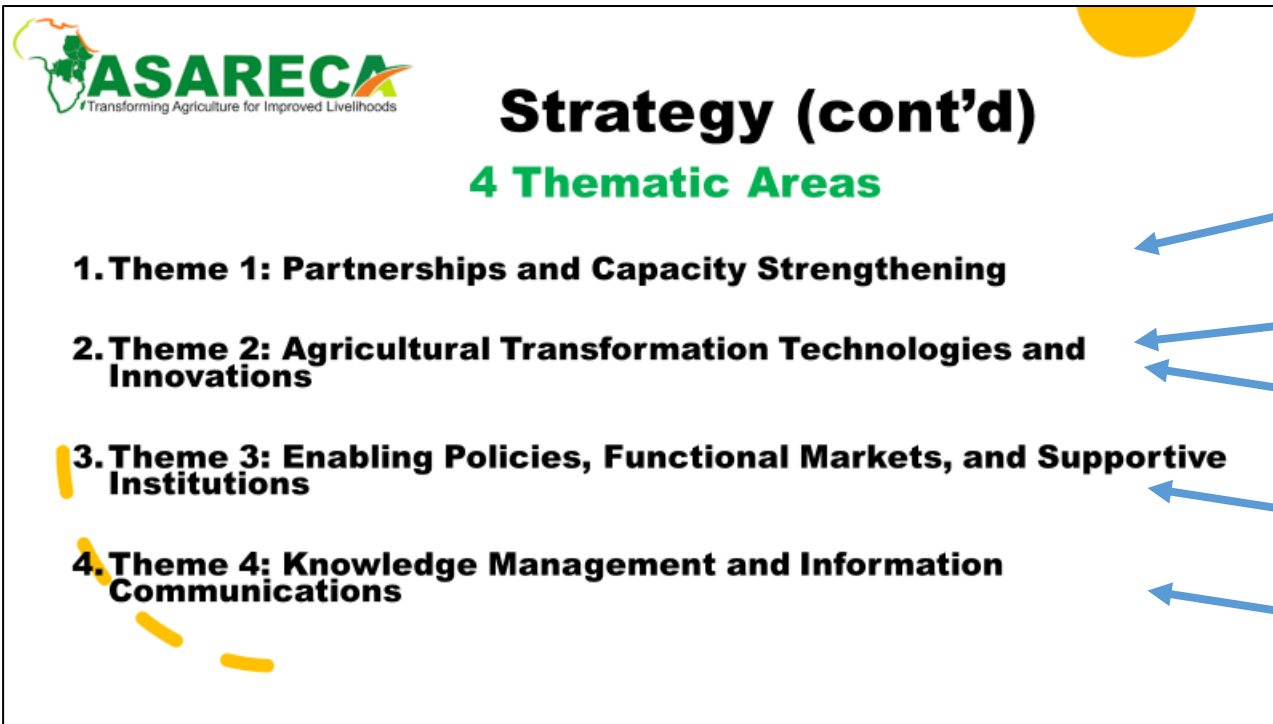 ASARECA
Transforming Agriculture for Improved Livelihoods
Strategy (cont’d)
4 Thematic Areas
1. Theme 1: Partnerships and Capacity Strengthening
2. Theme 2: Agricultural Transformation Technologies and
Innovations
3. Theme 3: Enabling Policies, Functional Markets, and Supportive
Institutions
4. Theme 4: Knowledge Management and Information
Communications